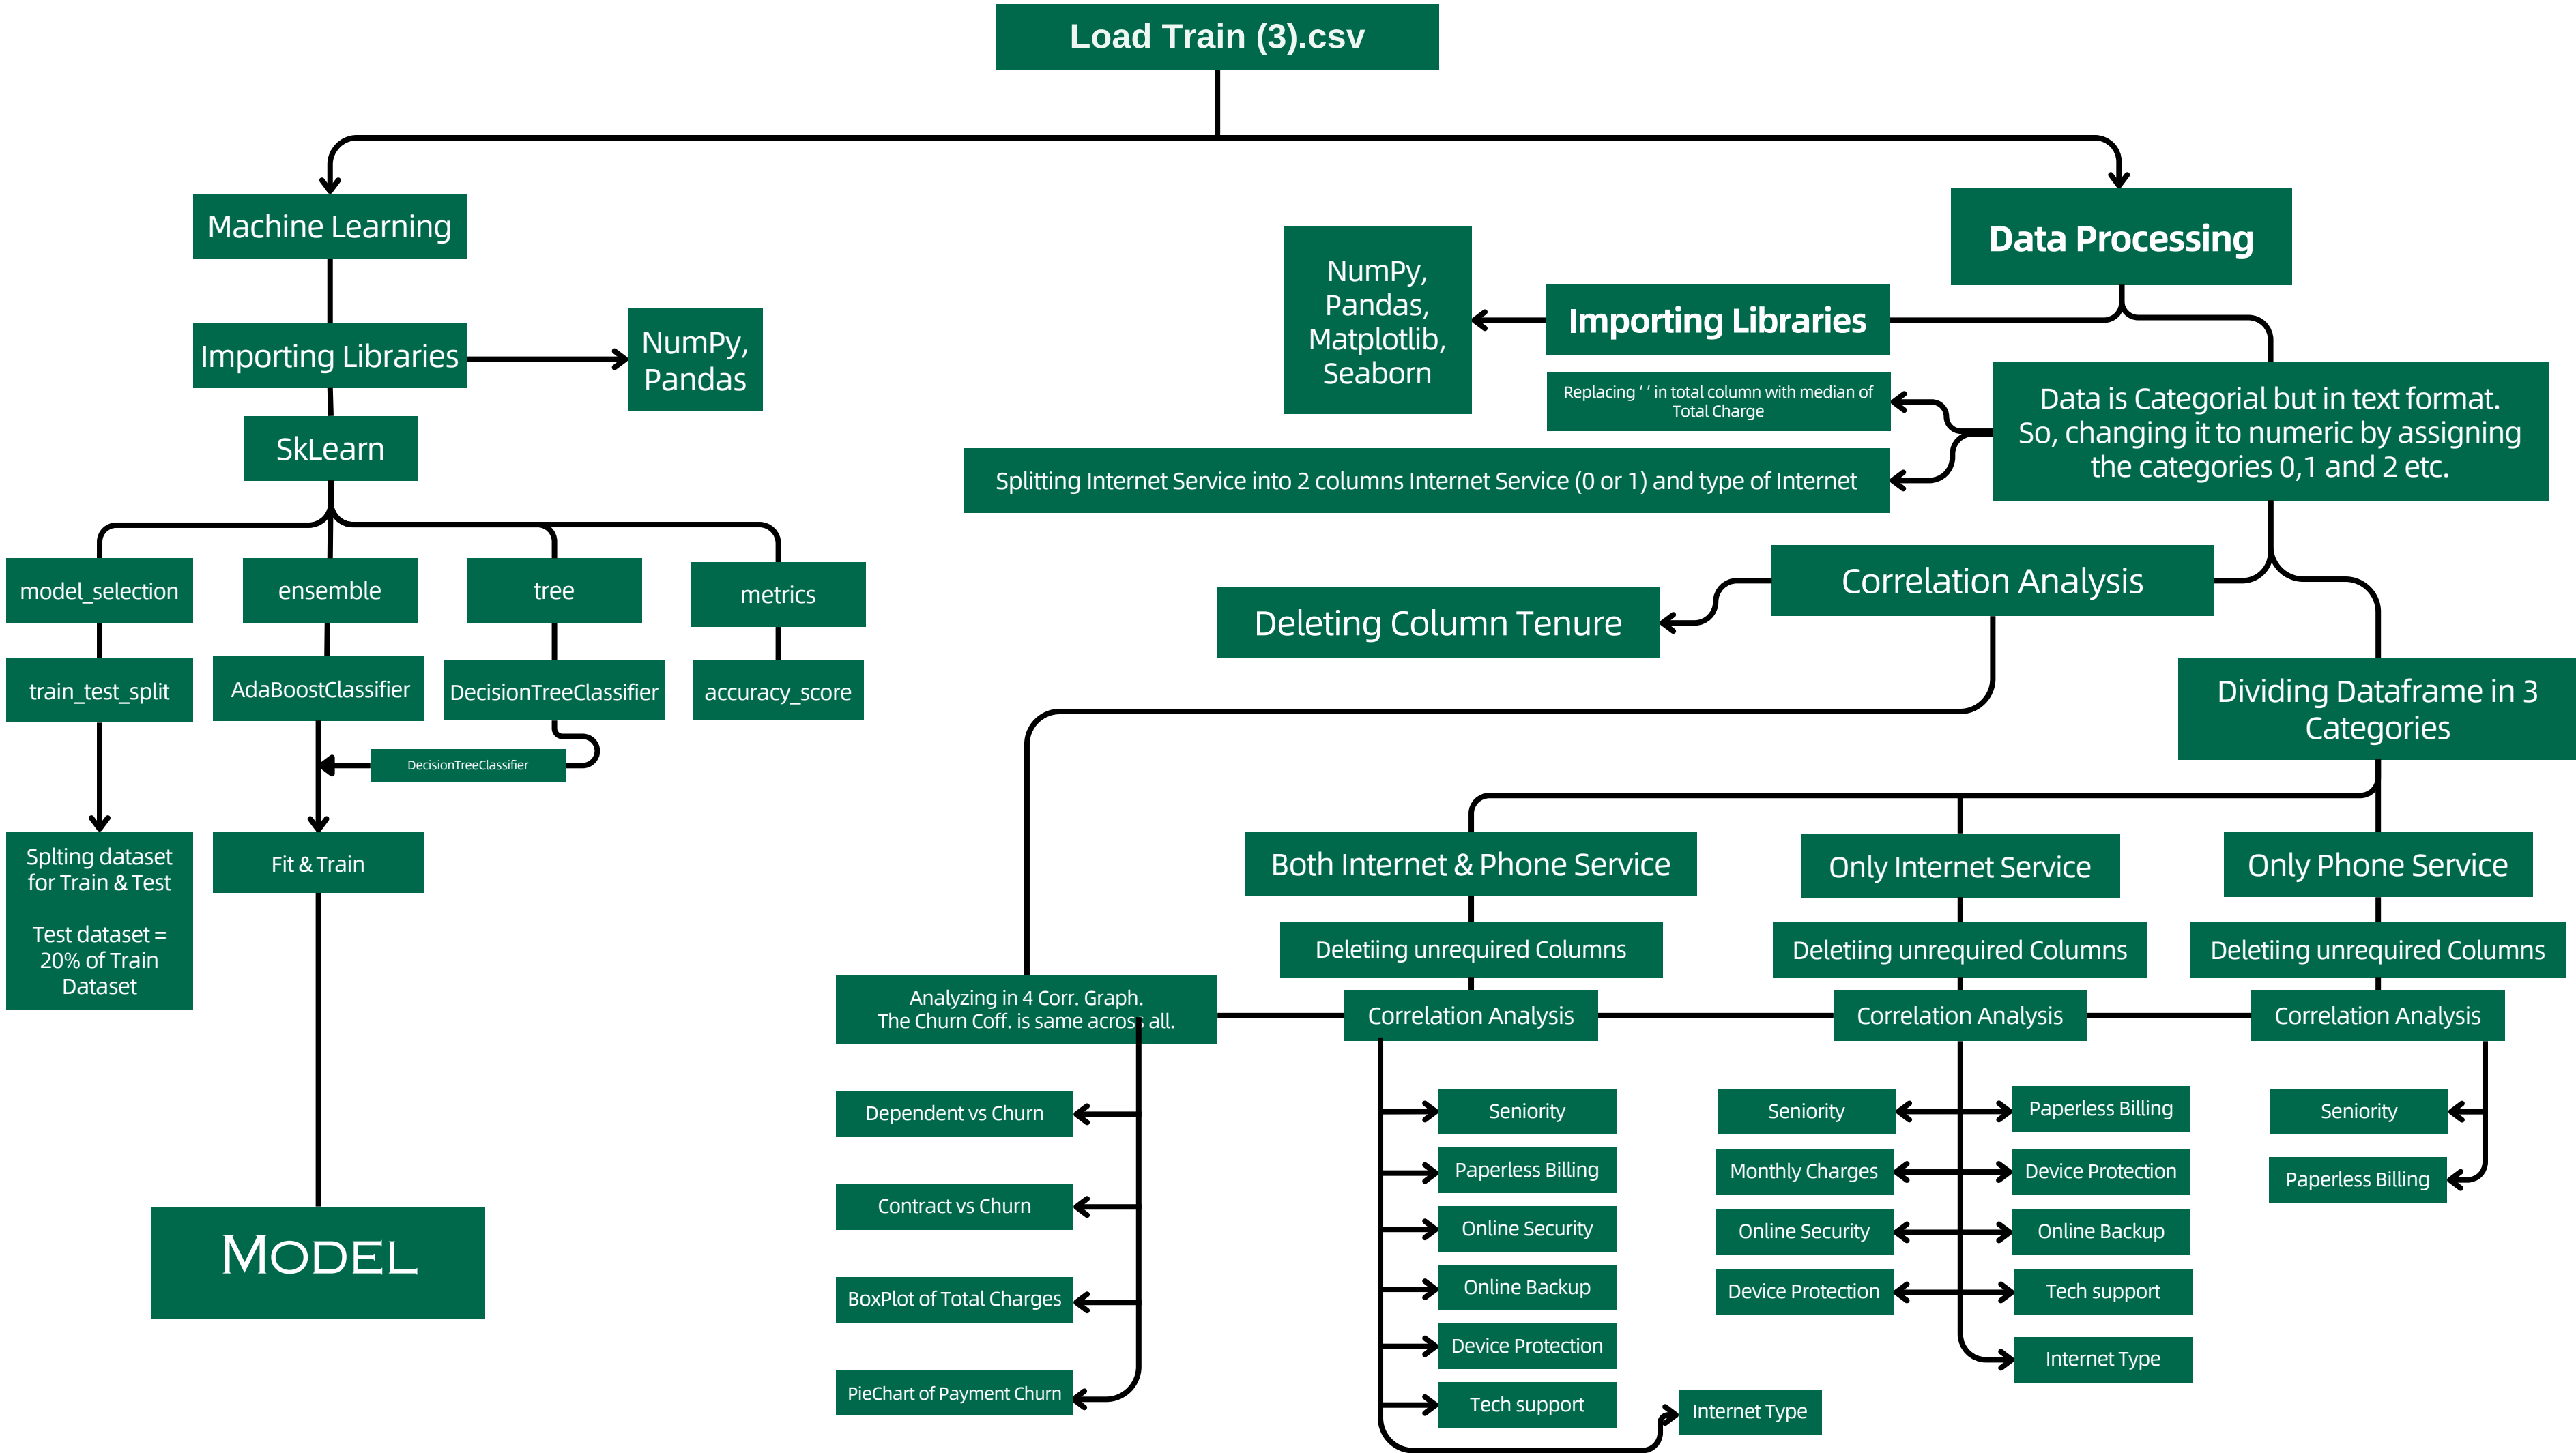 Load Train (3).csv
Machine Learning
Importing Libraries
NumPy,
Pandas
SkLearn
model_selection
ensemble
tree
metrics
train_test_split
AdaBoostClassifier
DecisionTreeClassifier
accuracy_score
DecisionTreeClassifier
Splting dataset
for Train & Test
Test dataset =
20% of Train
Dataset
Fit & Train
MODEL
Data Processing
Importing Libraries
NumPy,
Pandas,
Matplotlib,
Seaborn
Data is Categorial but in text format.
So, changing it to numeric by assigning
the categories 0,1 and 2 etc.
Replacing ‘ ’ in total column with median of
Total Charge
Splitting Internet Service into 2 columns Internet Service (0 or 1) and type of Internet
Correlation Analysis
Deleting Column Tenure
Dividing Dataframe in 3
Categories
Both Internet & Phone Service
Only Internet Service
Only Phone Service
Deletiing unrequired Columns
Deletiing unrequired Columns
Deletiing unrequired Columns
Analyzing in 4 Corr. Graph.
The Churn Coff. is same across all.
Correlation Analysis
Correlation Analysis
Correlation Analysis
Dependent vs Churn
Contract vs Churn
BoxPlot of Total Charges
PieChart of Payment Churn
Seniority
Paperless Billing
Online Security
Online Backup
Device Protection
Tech support
Internet Type
Seniority
Monthly Charges
Online Security
Device Protection
Paperless Billing
Device Protection
Online Backup
Tech support
Internet Type
Seniority
Paperless Billing